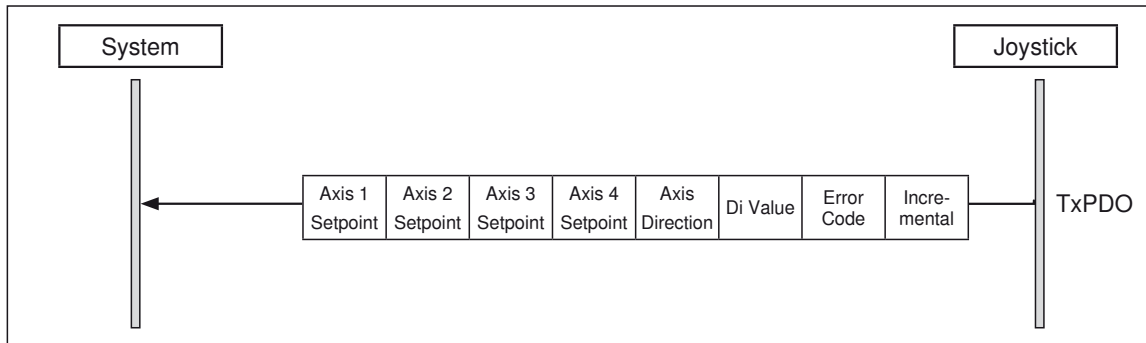 System
Joystick
Axis 1
Setpoint
Axis 2
Setpoint
Axis 3
Setpoint
Axis 4
Setpoint
Axis
Direction
Di Value
Error
Code
Incre-
mental
TxPDO